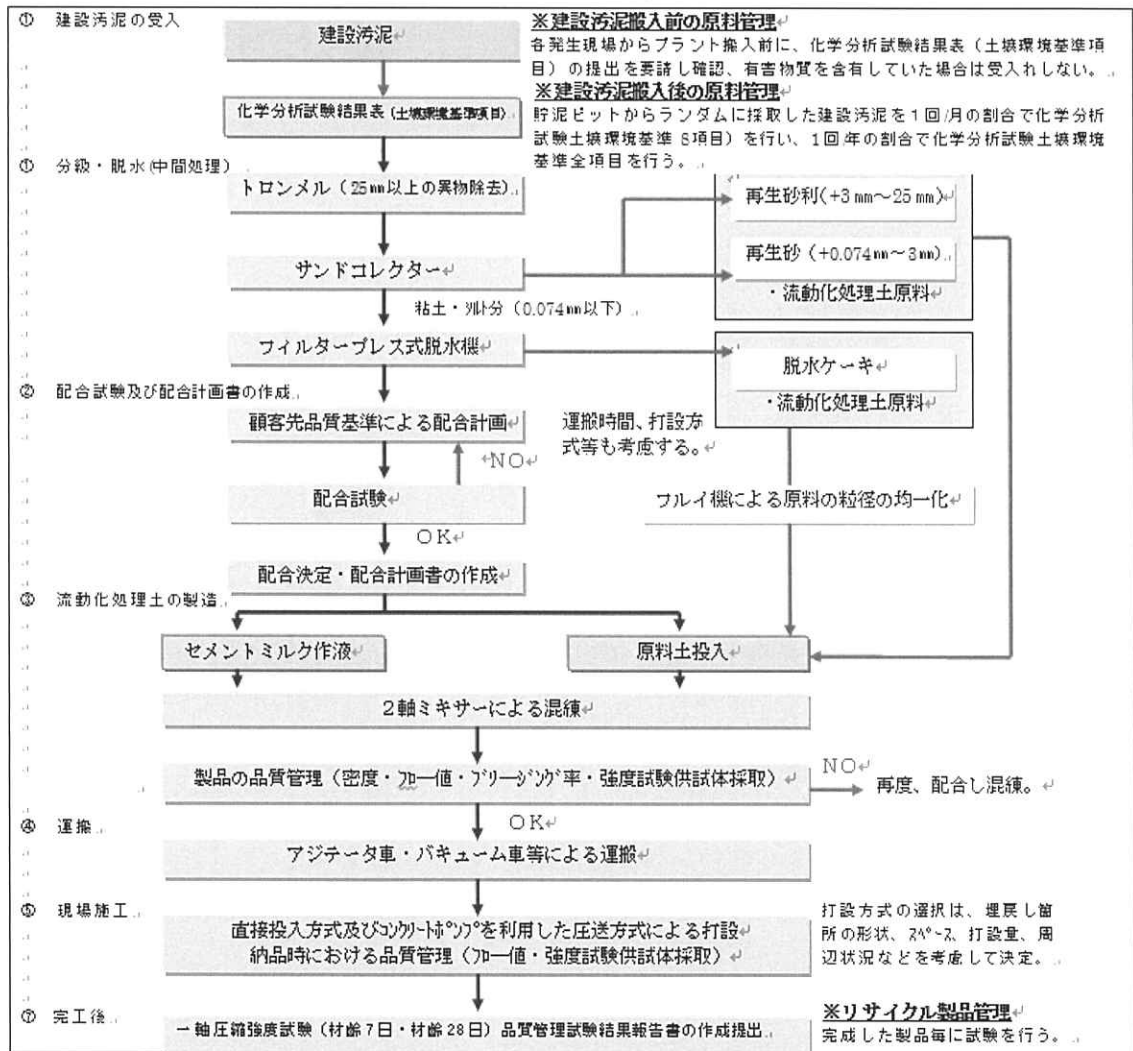 ① 建設汚泥の受入
建設汚泥
※建設汚泥搬入前の原料管理
各発生現場からプラント搬入前に、化学分析試験結果表（土壌環境基準項
目）の提出を要請し確認、有害物質を含有していた場合は受入れしない。
※建設汚泥搬入後の原料管理
貯泥ピットからランダムに採取した建設汚泥を１回/月の割合で化学分析
試験土壌環境基準 8項目）を行い、１回/年の割合で化学分析試験土壌環境
基準全項目を行う。
化学分析試験結果表（土壌環境基準項目）
① 分級・脱水(中間処理）
トロンメル（25㎜以上の異物除去）
再生砂利(+3㎜～25㎜)
サンドコレクター
再生砂（+0.074㎜～3㎜)
・流動化処理土原料
粘土・ｼﾙﾄ分（0.074㎜以下）
フィルタープレス式脱水機
脱水ケーキ
・流動化処理土原料
② 配合試験及び配合計画書の作成
顧客先品質基準による配合計画
運搬時間、打設方
式等も考慮する。
NO
配合試験
フルイ機による原料の粒径の均一化
OK
配合決定・配合計画書の作成
③ 流動化処理土の製造
セメントミルク作液
原料土投入
２軸ミキサーによる混練
製品の品質管理（密度・ﾌﾛｰ値・ﾌﾞﾘｰｼﾞﾝｸﾞ率・強度試験供試体採取）
NO
再度、配合し混練。
OK
④ 運搬
アジテータ車・バキューム車等による運搬
⑤ 現場施工
直接投入方式及びｺﾝｸﾘｰﾄﾎﾟﾝﾌﾟを利用した圧送方式による打設
納品時における品質管理（ﾌﾛｰ値・強度試験供試体採取）
打設方式の選択は、埋戻し箇
所の形状、ｽﾍﾟｰｽ、打設量、周
辺状況などを考慮して決定。
⑦ 完工後
一軸圧縮強度試験（材齢7日・材齢28日）品質管理試験結果報告書の作成提出
※リサイクル製品管理
完成した製品毎に試験を行う。